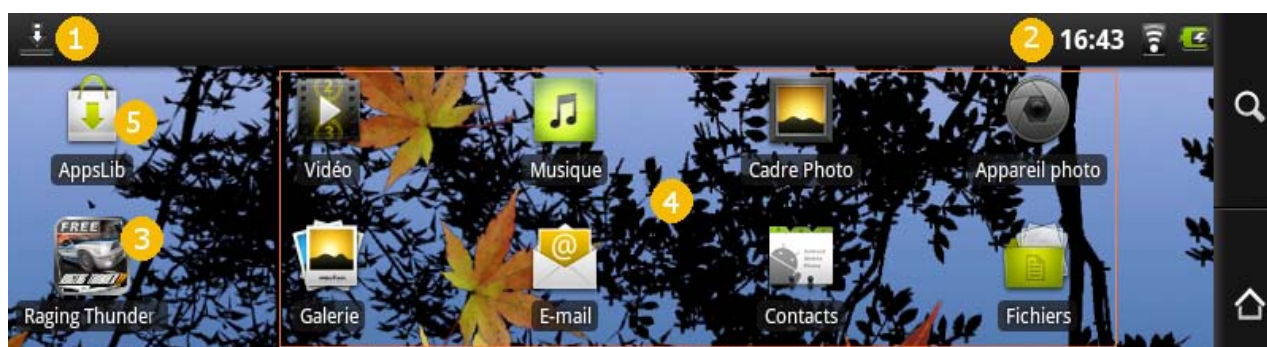 1
2 16:43
5
AppsLib Vidéo Musique Cadre Photo Appareil photo
4
FREE 3
@
Raging Thunder Galerie E-mail Contacts Fichiers